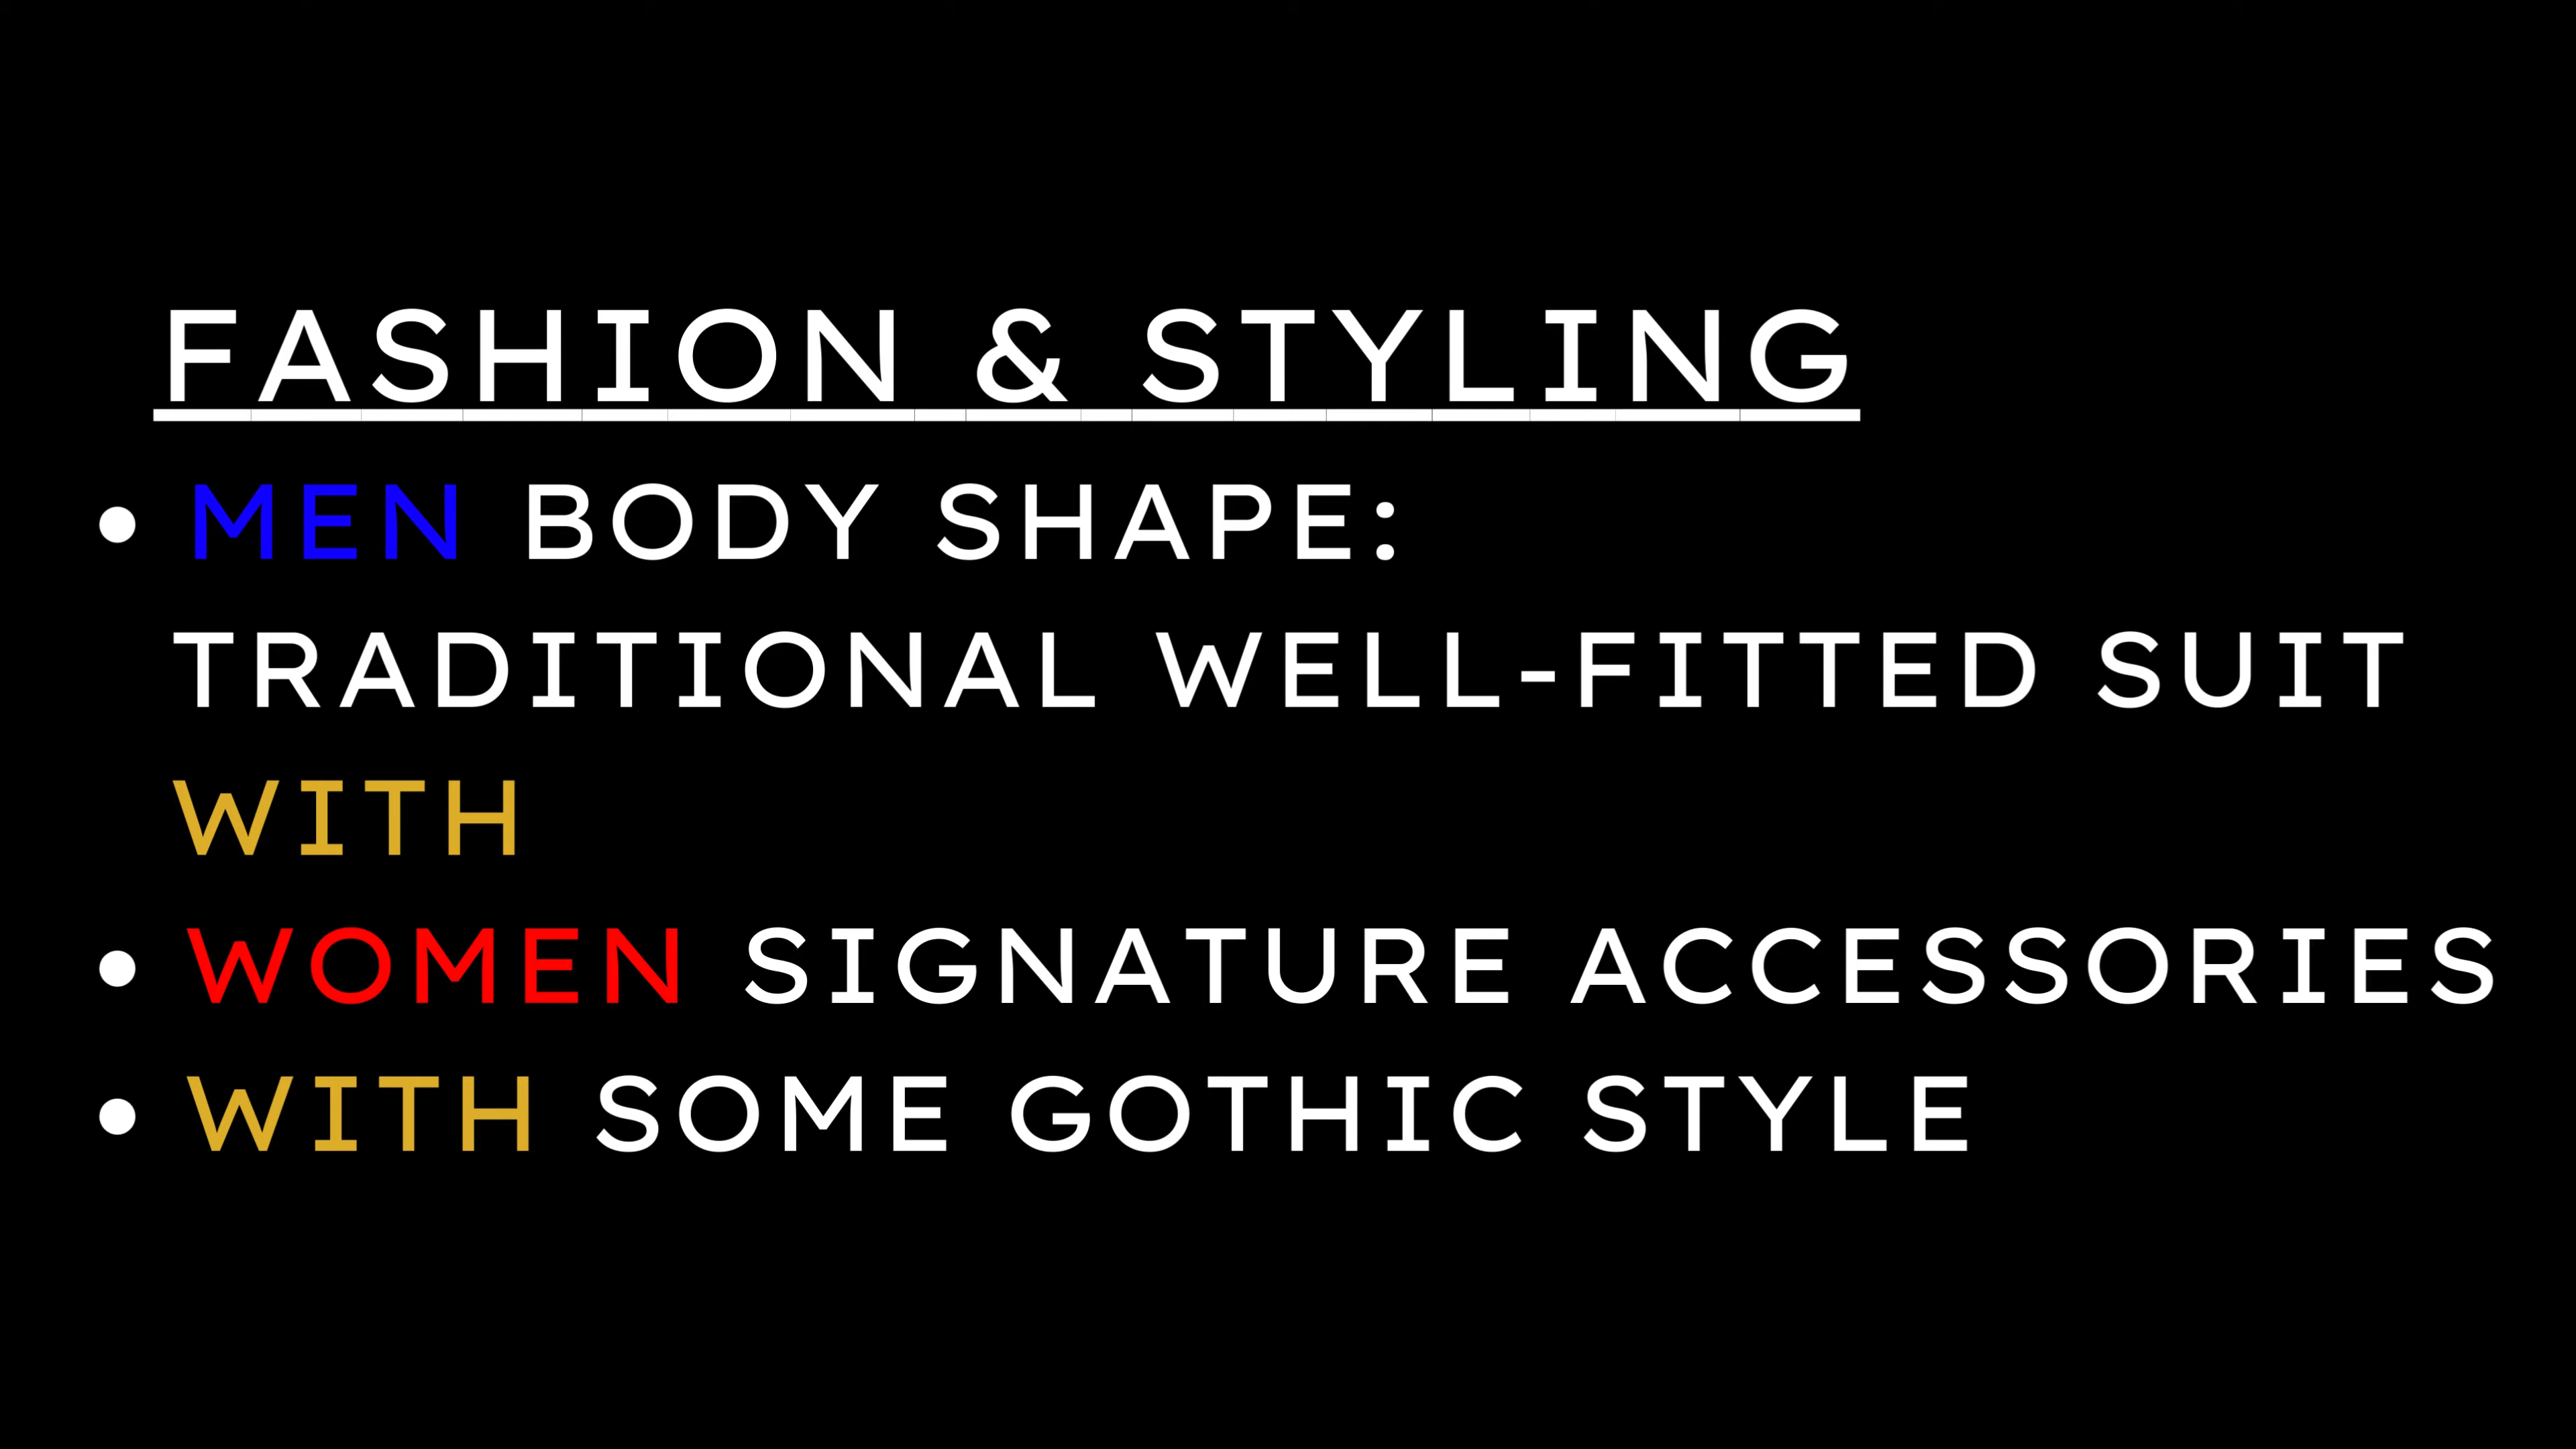 FASHION & STYLING
• MEN BODY SHAPE:
TRADITIONAL WELL-FITTED SUIT
WITH
• WOMEN SIGNATURE ACCESSORIES
• WITH SOME GOTHIC STYLE